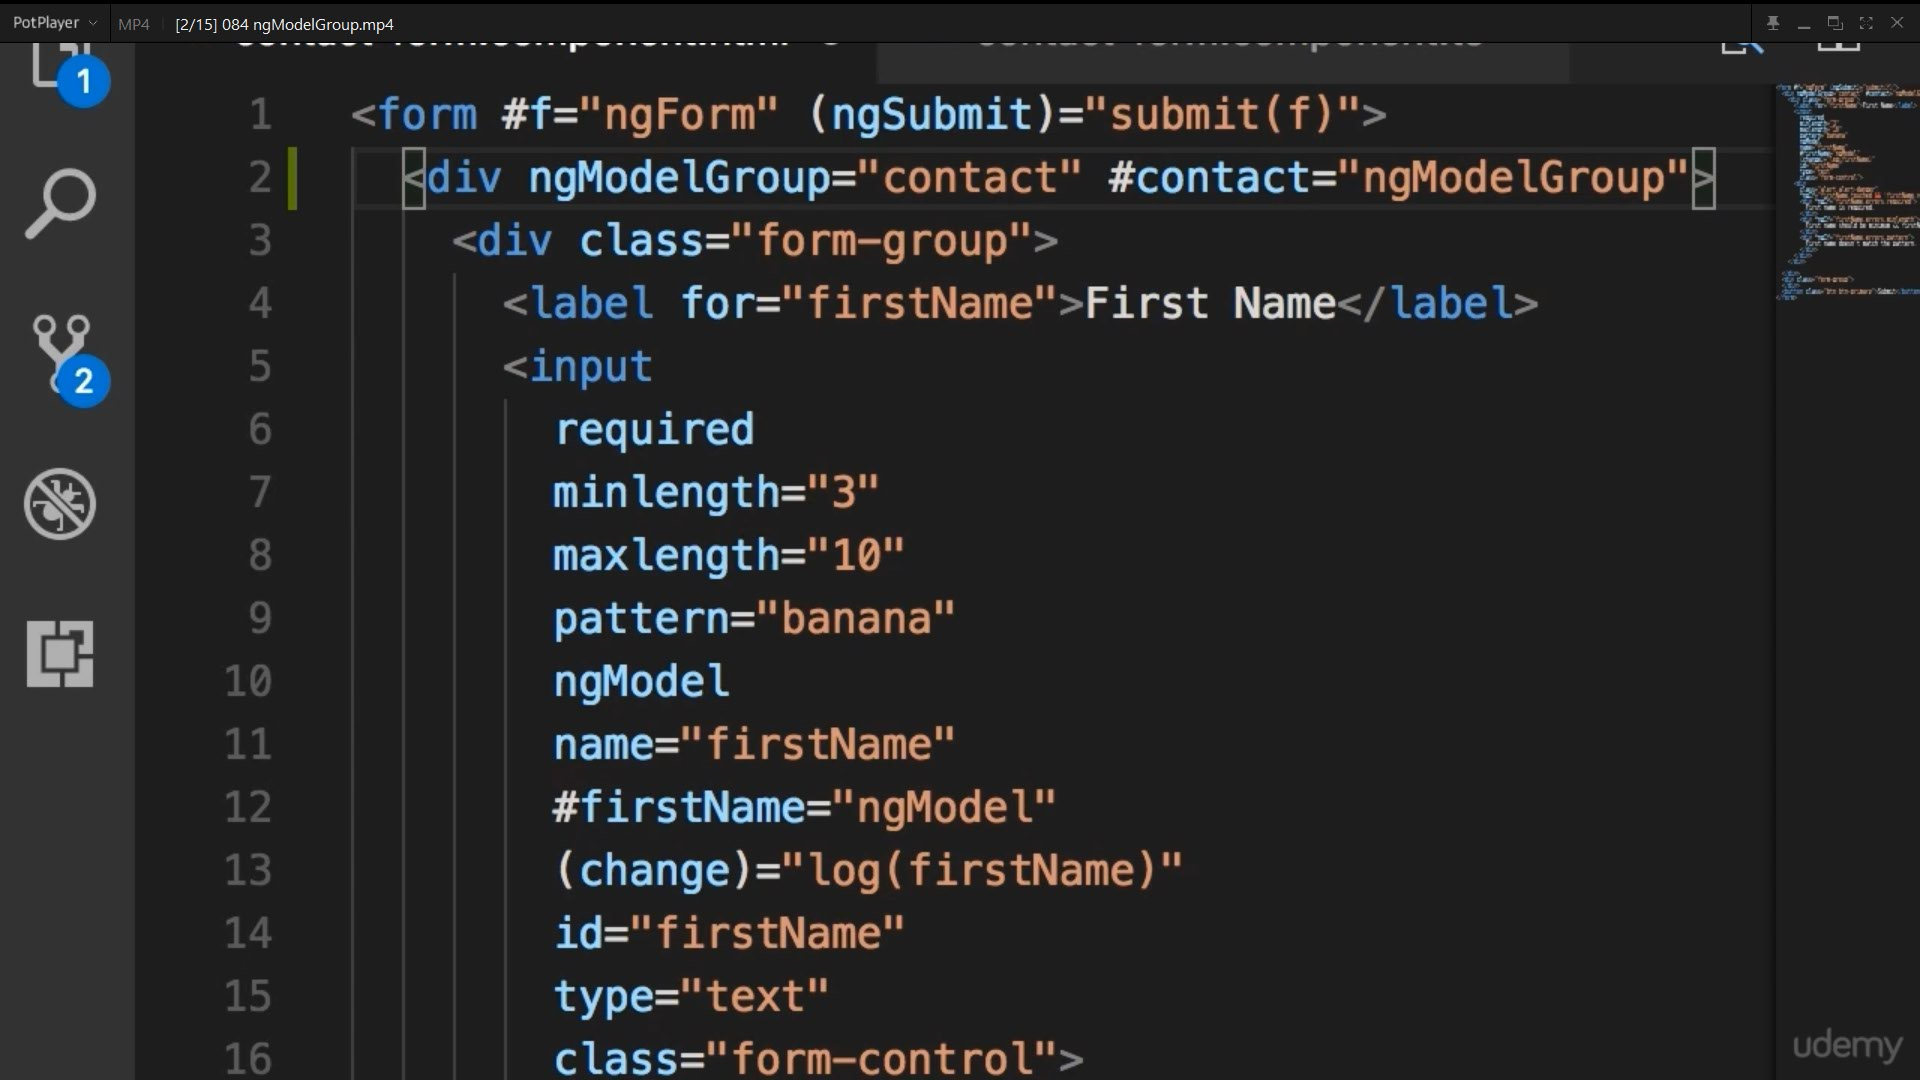 PotPlayer MP4 [2/15] 084 ngModelGroup.mp4
1
1 <form #f="ngForm" (ngSubmit)="submit(f)">
2 <div ngModelGroup="contact" #contact="ngModelGroup">
3 <div class="form-group">
4 <label for="firstName">First Name</label>
5 <input
2
6 required
7 minlength="3"
8 maxlength="10"
9 pattern="banana"
10 ngModel
11 name="firstName"
12 #firstName="ngModel"
13 (change)="log(firstName)"
14 id="firstName"
15 type="text"
16 class="form-control">
udemy